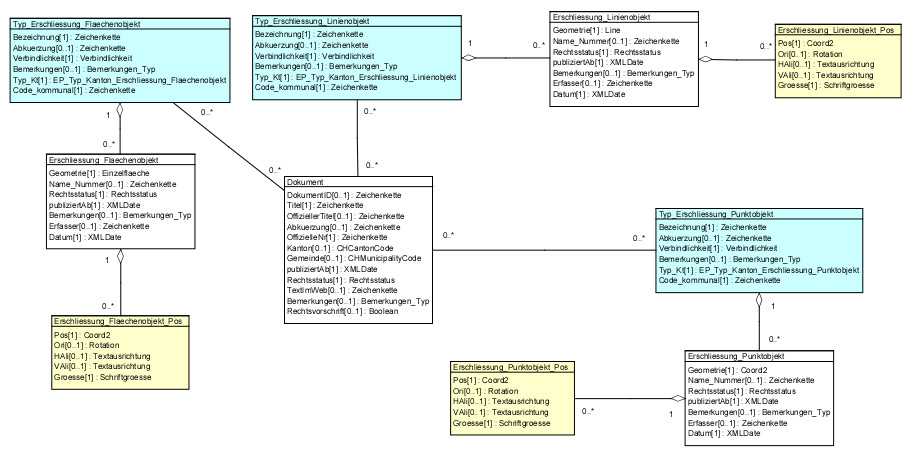 Typ_Erschliessung_Flaechenobjekt
Bezeichnung[1] : Zeichenkette
Abkuerzung[0..1] : Zeichenkette
Verbindlichkeit[1] : Verbindlichkeit
Bemerkungen[0..1] : Bemerkungen_Typ
Typ_Kt[1] : EP_Typ_Kanton_Erschliessung_Flaechenobjekt
Code_kommunal[1] : Zeichenkette
Typ_Erschliessung_Linienobjekt
Bezeichnung[1] : Zeichenkette
Abkuerzung[0..1] : Zeichenkette
Verbindlichkeit[1] : Verbindlichkeit
Bemerkungen[0..1] : Bemerkungen_Typ
Typ_Kt[1] : EP_Typ_Kanton_Erschliessung_Linienobjekt
Code_kommunal[1] : Zeichenkette
1
0..*
Erschliessung_Linienobjekt
Geometrie[1] : Line
Name_Nummer[0..1] : Zeichenkette
Rechtsstatus[1] : Rechtsstatus
publiziertAb[1] : XMLDate
Bemerkungen[0..1] : Bemerkungen_Typ
Erfasser[0..1] : Zeichenkette
Datum[1] : XMLDate
1
0..*
Erschliessung_Linienobjekt_Pos
Pos[1] : Coord2
Ori[0..1] : Rotation
HAli[0..1] : Textausrichtung
VAli[0..1] : Textausrichtung
Groesse[1] : Schriftgroesse
1
0..*
0..*
0..*
0..*
0..*
Erschliessung_Flaechenobjekt
Geometrie[1] : Einzelflaeche
Name_Nummer[0..1] : Zeichenkette
Rechtsstatus[1] : Rechtsstatus
publiziertAb[1] : XMLDate
Bemerkungen[0..1] : Bemerkungen_Typ
Erfasser[0..1] : Zeichenkette
Datum[1] : XMLDate
1
0..*
Erschliessung_Flaechenobjekt_Pos
Pos[1] : Coord2
Ori[0..1] : Rotation
HAli[0..1] : Textausrichtung
VAli[0..1] : Textausrichtung
Groesse[1] : Schriftgroesse
Dokument
DokumentID[0..1] : Zeichenkette
Titel[1] : Zeichenkette
OffiziellerTitel[0..1] : Zeichenkette
Abkuerzung[0..1] : Zeichenkette
OffizielleNr[1] : Zeichenkette
Kanton[0..1] : CHCantonCode
Gemeinde[0..1] : CHMunicipalityCode
publiziertAb[1] : XMLDate
Rechtsstatus[1] : Rechtsstatus
TextImWeb[0..1] : Zeichenkette
Bemerkungen[0..1] : Bemerkungen_Typ
Rechtsvorschrift[0..1] : Boolean
0..*
0..*
Typ_Erschliessung_Punktobjekt
Bezeichnung[1] : Zeichenkette
Abkuerzung[0..1] : Zeichenkette
Verbindlichkeit[1] : Verbindlichkeit
Bemerkungen[0..1] : Bemerkungen_Typ
Typ_Kt[1] : EP_Typ_Kanton_Erschliessung_Punktobjekt
Code_kommunal[1] : Zeichenkette
1
0..*
Erschliessung_Punktobjekt
Geometrie[1] : Coord2
Name_Nummer[0..1] : Zeichenkette
Rechtsstatus[1] : Rechtsstatus
publiziertAb[1] : XMLDate
Bemerkungen[0..1] : Bemerkungen_Typ
Erfasser[0..1] : Zeichenkette
Datum[1] : XMLDate
1
0..*
Erschliessung_Punktobjekt_Pos
Pos[1] : Coord2
Ori[0..1] : Rotation
HAli[0..1] : Textausrichtung
VAli[0..1] : Textausrichtung
Groesse[1] : Schriftgroesse